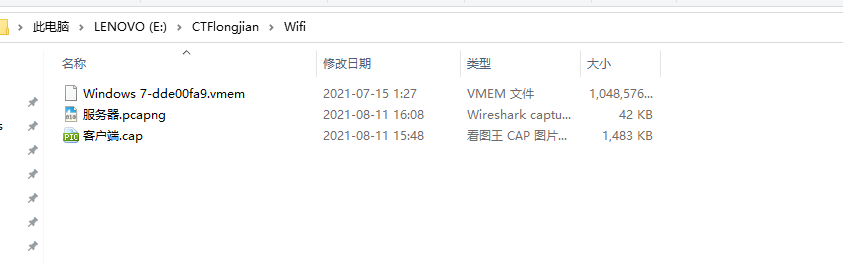 此电脑 > LENOVO (E:) > CTFlongjian > Wifi
名称 修改日期 类型 大小
Windows 7-dde00fa9.vmem 2021-07-15 1:27 VMEM 文件 1,048,576...
服务器.pcapng 2021-08-11 16:08 Wireshark captu... 42 KB
客户端.cap 2021-08-11 15:48 看图王 CAP 图片... 1,483 KB